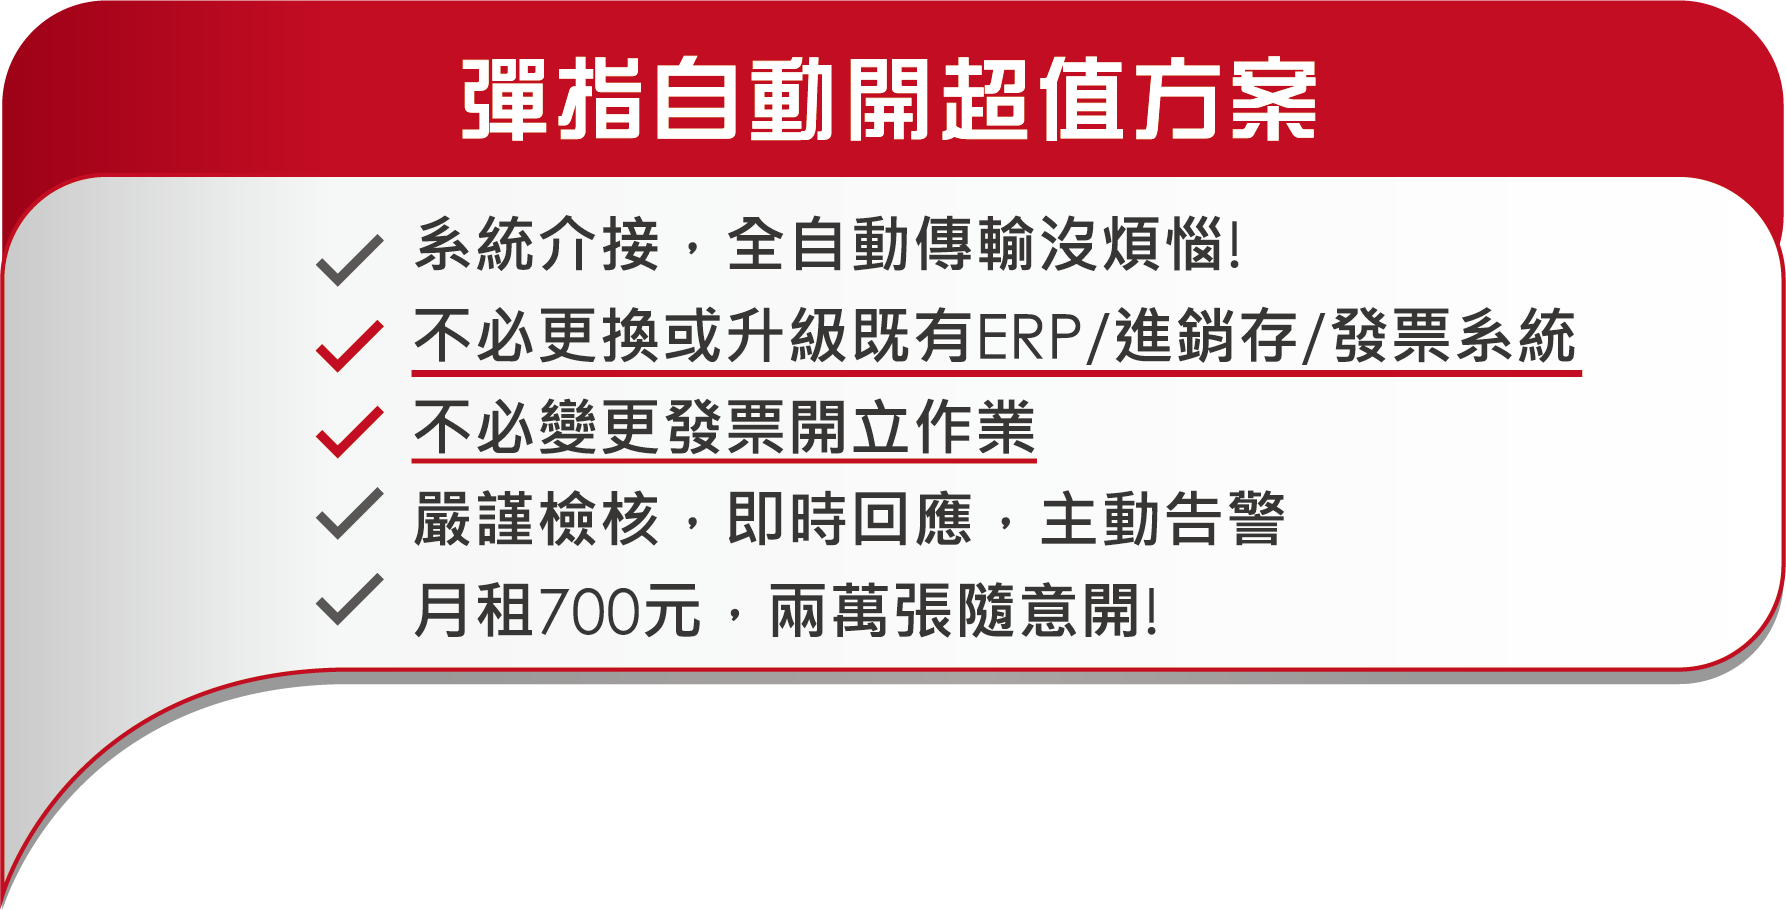 彈指自動開超值方案
系統介接，全自動傳輸沒煩惱!
不必更換或升級既有ERP/進銷存/發票系統
不必變更發票開立作業
嚴謹檢核，即時回應，主動告警
月租700元，兩萬張隨意開!